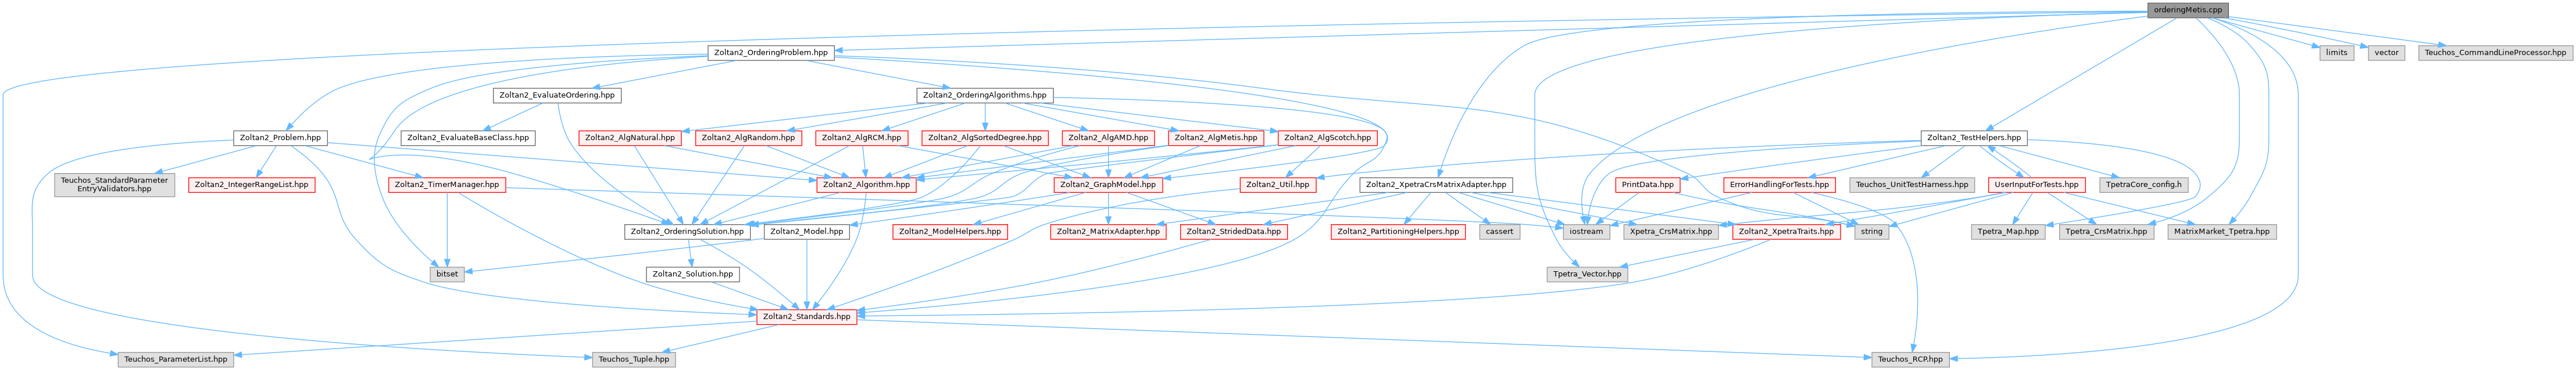 orderingMetis.cpp
Zoltan2_OrderingProblem.hpp
limits
vector
Teuchos_CommandLineProcessor.hpp
Zoltan2_EvaluateOrdering.hpp
Zoltan2_OrderingAlgorithms.hpp
Zoltan2_Problem.hpp
Zoltan2_EvaluateBaseClass.hpp
Zoltan2_AlgNatural.hpp
Zoltan2_AlgRandom.hpp
Zoltan2_AlgRCM.hpp
Zoltan2_AlgSortedDegree.hpp
Zoltan2_AlgAMD.hpp
Zoltan2_AlgMetis.hpp
Zoltan2_AlgScotch.hpp
Zoltan2_TestHelpers.hpp
Teuchos_StandardParameter
EntryValidators.hpp
Zoltan2_IntegerRangeList.hpp
Zoltan2_TimerManager.hpp
Zoltan2_Algorithm.hpp
Zoltan2_GraphModel.hpp
Zoltan2_Util.hpp
Zoltan2_XpetraCrsMatrixAdapter.hpp
PrintData.hpp
ErrorHandlingForTests.hpp
Teuchos_UnitTestHarness.hpp
UserInputForTests.hpp
TpetraCore_config.h
Zoltan2_OrderingSolution.hpp
Zoltan2_Model.hpp
Zoltan2_ModelHelpers.hpp
Zoltan2_MatrixAdapter.hpp
Zoltan2_StridedData.hpp
Zoltan2_PartitioningHelpers.hpp
cassert
iostream
Xpetra_CrsMatrix.hpp
Zoltan2_XpetraTraits.hpp
string
Tpetra_Map.hpp
Tpetra_CrsMatrix.hpp
MatrixMarket_Tpetra.hpp
bitset
Zoltan2_Solution.hpp
Tpetra_Vector.hpp
Zoltan2_Standards.hpp
Teuchos_ParameterList.hpp
Teuchos_Tuple.hpp
Teuchos_RCP.hpp